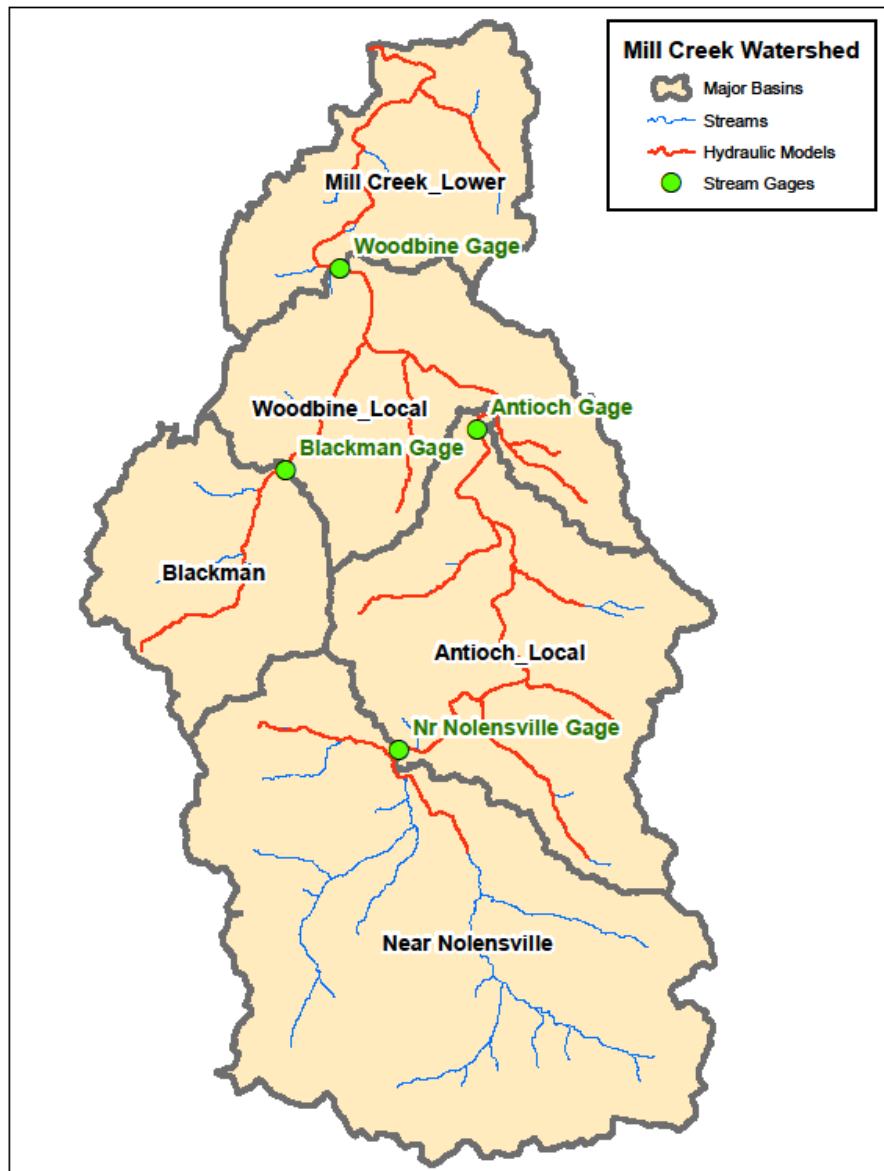 Mill Creek Watershed
Major Basins
Streams
Hydraulic Models
Stream Gages
Mill Creek_Lower
Woodbine Gage
Woodbine_Local
Antioch Gage
Blackman Gage
Blackman
Antioch_Local
Nr Nolensville Gage
Near Nolensville